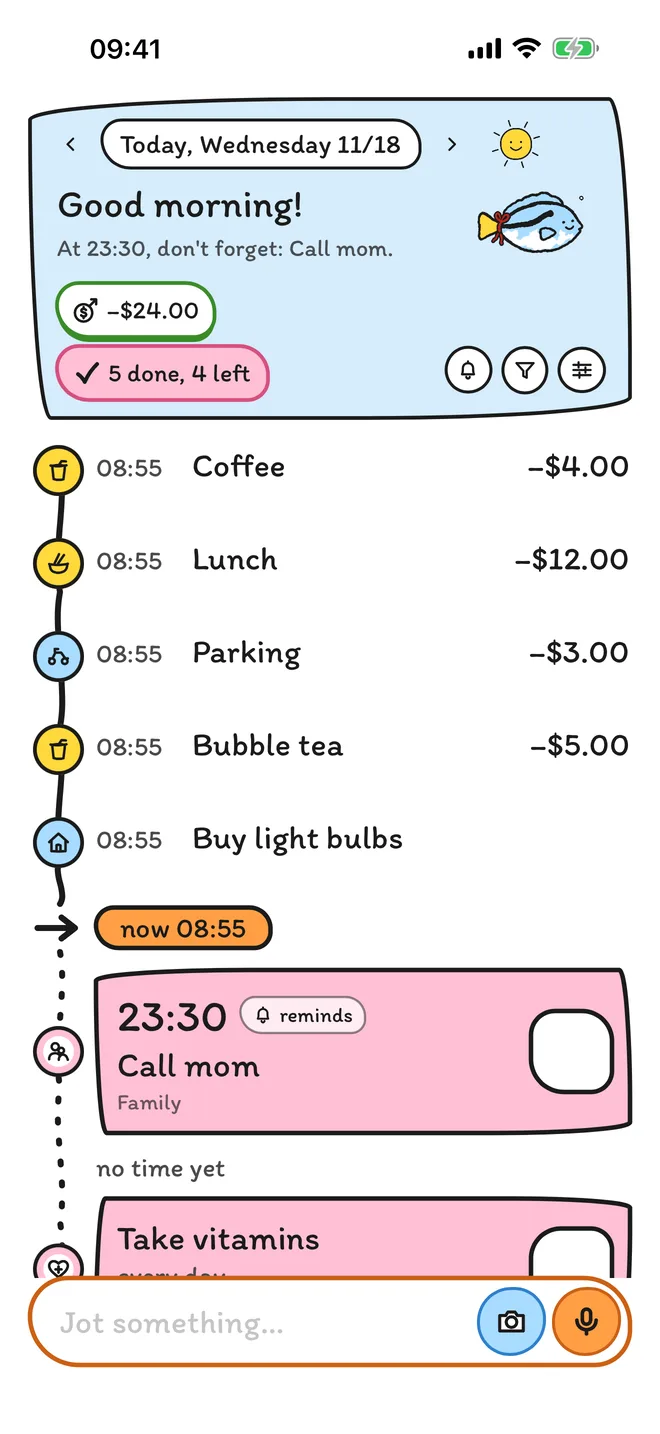 09:41
Today, Wednesday 11/18
Good morning!
At 23:30, don't forget: Call mom.
–$24.00
5 done, 4 left
08:55 Coffee –$4.00
08:55 Lunch –$12.00
08:55 Parking –$3.00
08:55 Bubble tea –$5.00
08:55 Buy light bulbs
now 08:55
23:30 reminds
Call mom
Family
no time yet
Take vitamins
every day
Jot something...